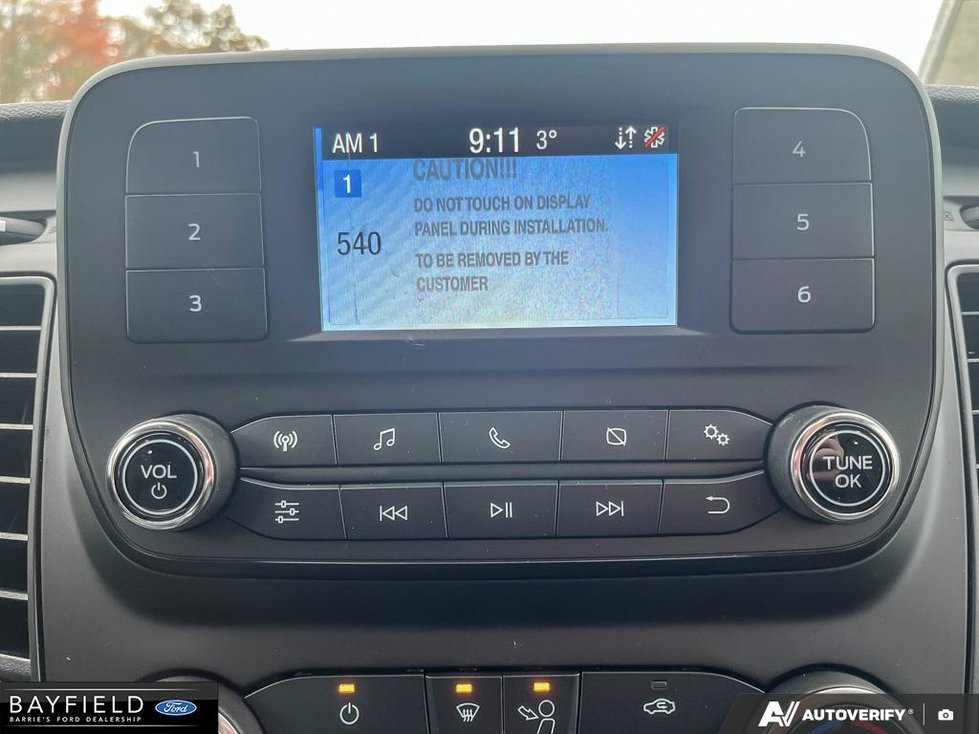 AM 1 9:11 3°
1
540
CAUTION!!!
DO NOT TOUCH ON DISPLAY
PANEL DURING INSTALLATION.
TO BE REMOVED BY THE
CUSTOMER
1
2
3
4
5
6
VOL
TUNE
OK
BAYFIELD
BARRIE'S FORD DEALERSHIP
Ford
AUTOVERIFY